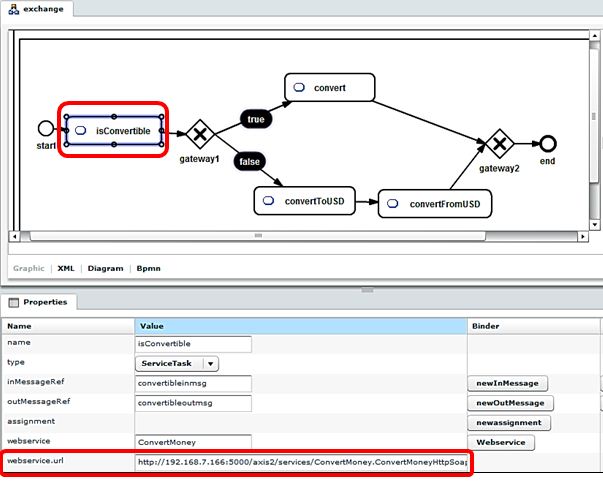 exchange
convert
true
isConvertible
start
gateway1
false
gateway2
end
convertToUSD
convertFromUSD
Graphic XML Diagram Bpmn
Properties
Name Value Binder
name isConvertible
type ServiceTask
inMessageRef convertibleinmsg newInMessage
outMessageRef convertibleoutmsg newOutMessage
assignment newassignment
webservice ConvertMoney Webservice
webservice.url http://192.168.7.166:5000/axis2/services/ConvertMoney.ConvertMoneyHttpSoap